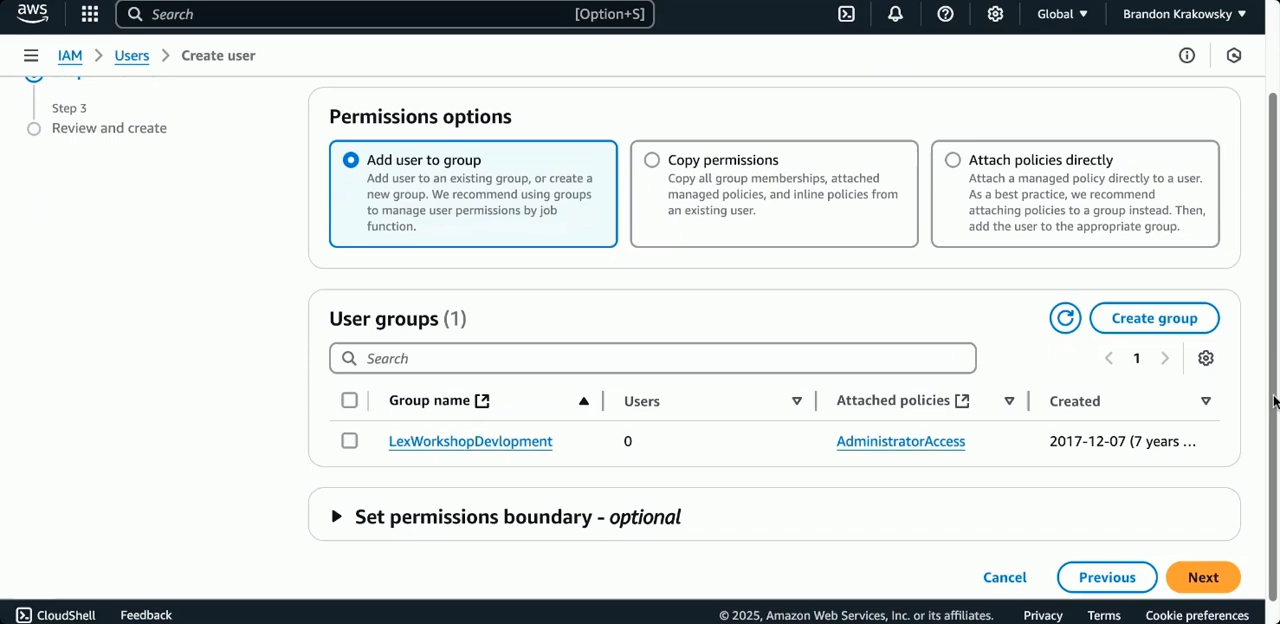 aws
Search [Option+S] Global Brandon Krakowsky
IAM Users Create user
Step 3
Review and create
Permissions options
Add user to group
Add user to an existing group, or create a
new group. We recommend using groups
to manage user permissions by job
function.
Copy permissions
Copy all group memberships, attached
managed policies, and inline policies from
an existing user.
Attach policies directly
Attach a managed policy directly to a user.
As a best practice, we recommend
attaching policies to a group instead. Then,
add the user to the appropriate group.
User groups (1)
Create group
Search
1
Group name Users Attached policies Created
LexWorkshopDevlopment 0 AdministratorAccess 2017-12-07 (7 years ...
Set permissions boundary - optional
Cancel Previous Next
CloudShell Feedback © 2025, Amazon Web Services, Inc. or its affiliates. Privacy Terms Cookie preferences